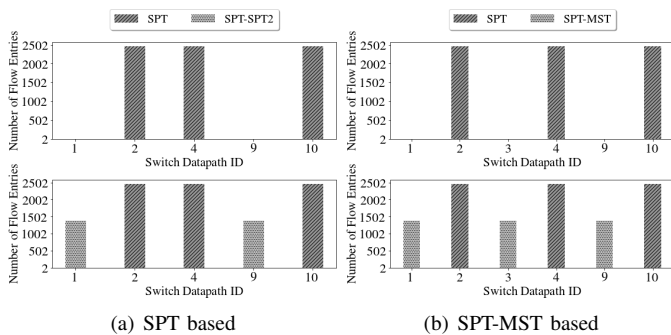 SPT SPT-SPT2
Number of Flow Entries
2502
2002
1502
1002
502
2
1 2 4 9 10
Switch Datapath ID
Number of Flow Entries
2502
2002
1502
1002
502
2
1 2 4 9 10
Switch Datapath ID
(a) SPT based
SPT SPT-MST
Number of Flow Entries
2502
2002
1502
1002
502
2
1 2 3 4 9 10
Switch Datapath ID
Number of Flow Entries
2502
2002
1502
1002
502
2
1 2 3 4 9 10
Switch Datapath ID
(b) SPT-MST based